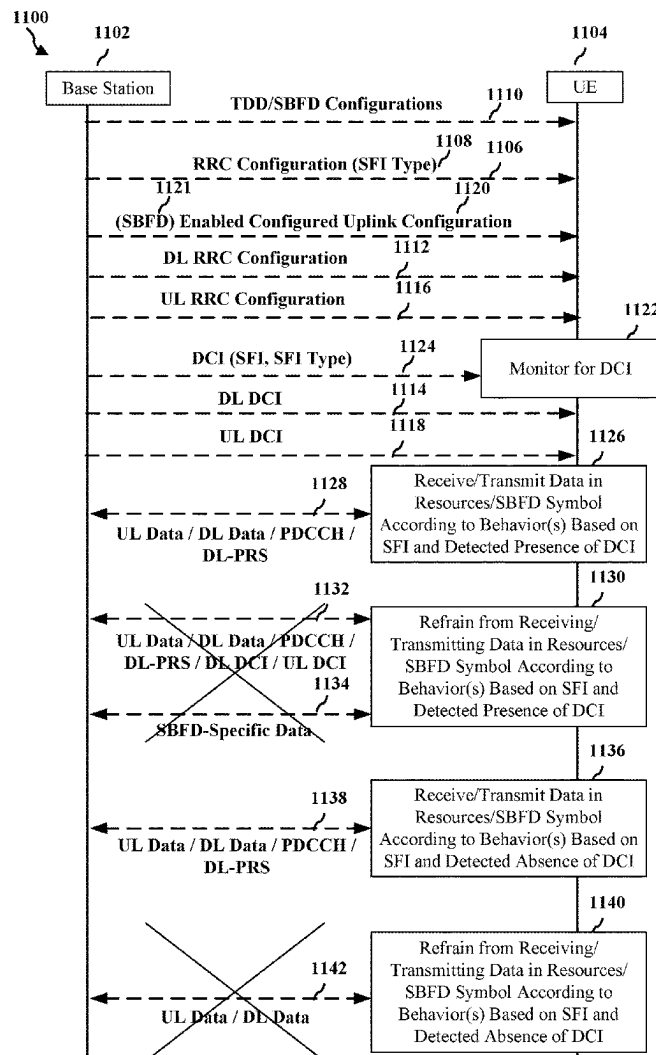 1100
1102
1104
Base Station
UE
TDD/SBFD Configurations
1110
1108
RRC Configuration (SFI Type)
1106
1121
1120
(SBFD) Enabled Configured Uplink Configuration
DL RRC Configuration
1112
UL RRC Configuration
1116
1122
DCI (SFI, SFI Type)
1124
Monitor for DCI
DL DCI
1114
UL DCI
1118
1126
Receive/Transmit Data in
Resources/SBFD Symbol
According to Behavior(s) Based on
SFI and Detected Presence of DCI
1128
UL Data / DL Data / PDCCH /
DL-PRS
1130
1132
Refrain from Receiving/
Transmitting Data in Resources/
SBFD Symbol According to
Behavior(s) Based on SFI and
Detected Presence of DCI
UL Data / DL Data / PDCCH /
DL-PRS / DL DCI / UL DCI
1134
SBFD-Specific Data
1136
Receive/Transmit Data in
Resources/SBFD Symbol
According to Behavior(s) Based on
SFI and Detected Absence of DCI
1138
UL Data / DL Data / PDCCH /
DL-PRS
1140
Refrain from Receiving/
Transmitting Data in Resources/
SBFD Symbol According to
Behavior(s) Based on SFI and
Detected Absence of DCI
1142
UL Data / DL Data